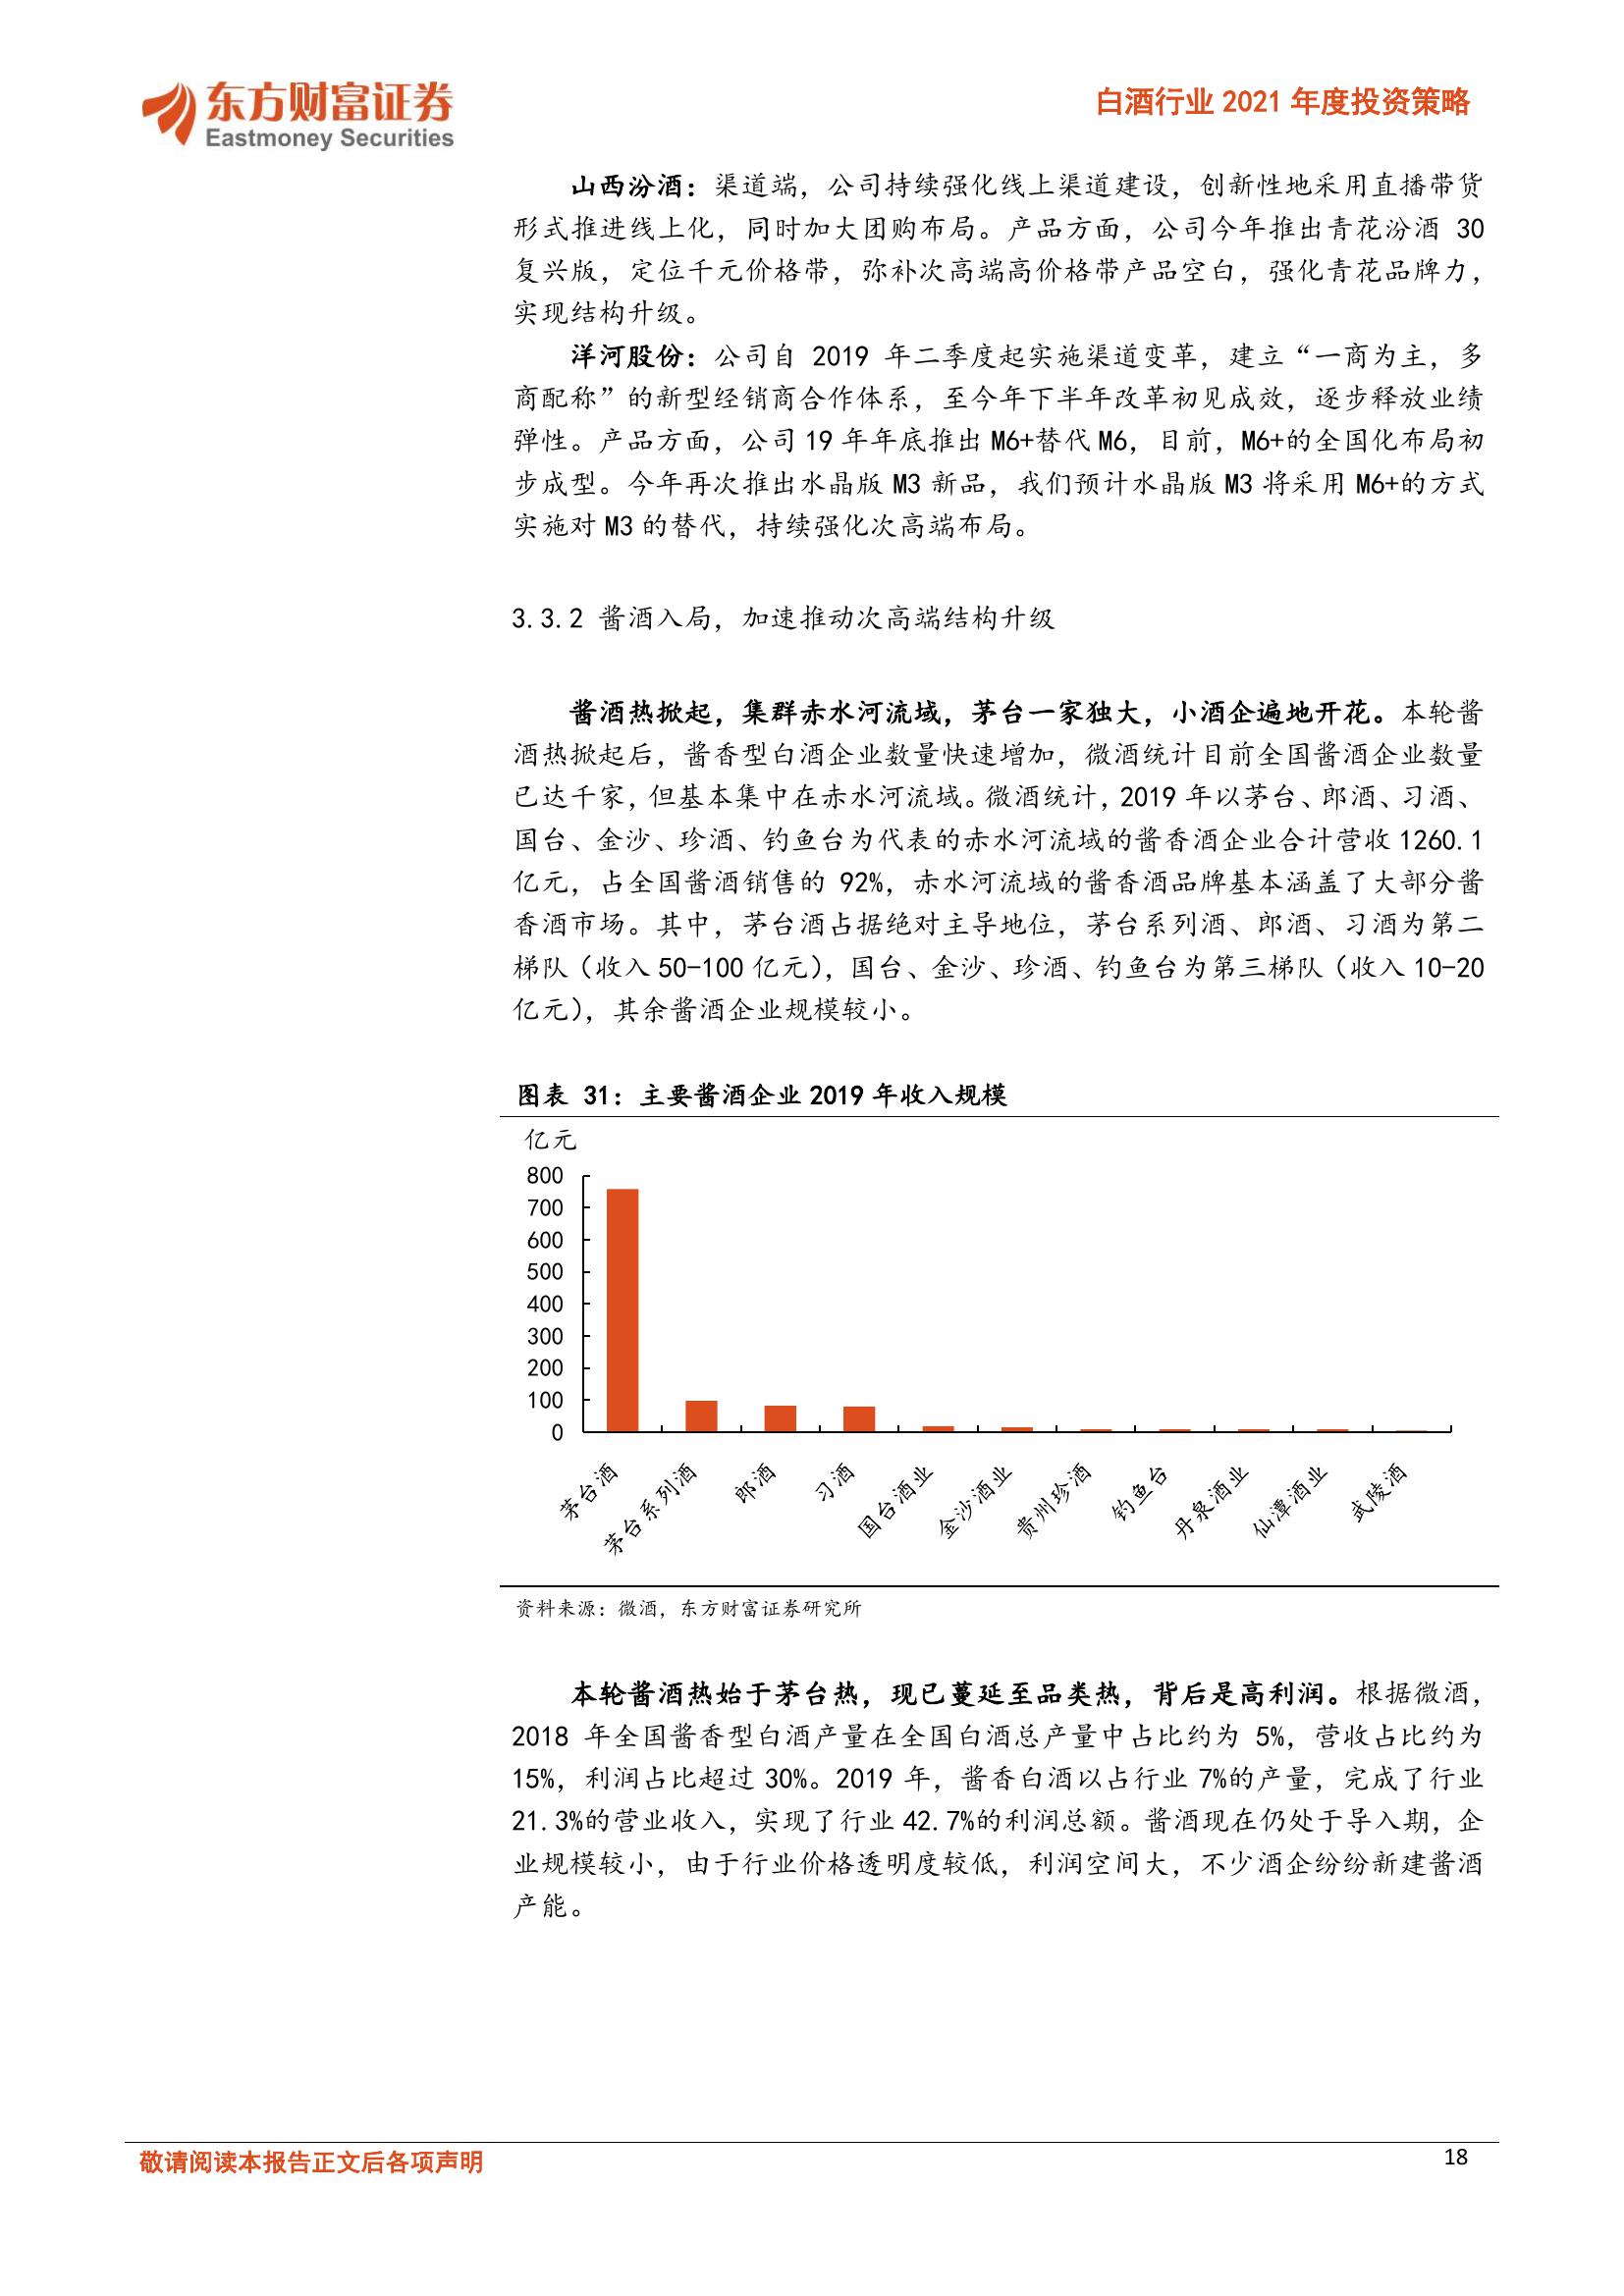 东方财富证券
Eastmoney Securities
白酒行业 2021 年度投资策略
山西汾酒：渠道端，公司持续强化线上渠道建设，创新性地采用直播带货
形式推进线上化，同时加大团购布局。产品方面，公司今年推出青花汾酒 30
复兴版，定位千元价格带，弥补次高端高价格带产品空白，强化青花品牌力，
实现结构升级。
洋河股份：公司自 2019 年二季度起实施渠道变革，建立“一商为主，多
商配称”的新型经销商合作体系，至今年下半年改革初见成效，逐步释放业绩
弹性。产品方面，公司 19 年年底推出 M6+替代 M6，目前，M6+的全国化布局初
步成型。今年再次推出水晶版 M3 新品，我们预计水晶版 M3 将采用 M6+的方式
实施对 M3 的替代，持续强化次高端布局。
3.3.2 酱酒入局，加速推动次高端结构升级
酱酒热掀起，集群赤水河流域，茅台一家独大，小酒企遍地开花。本轮酱
酒热掀起后，酱香型白酒企业数量快速增加，微酒统计目前全国酱酒企业数量
已达千家，但基本集中在赤水河流域。微酒统计，2019 年以茅台、郎酒、习酒、
国台、金沙、珍酒、钓鱼台为代表的赤水河流域的酱香酒企业合计营收 1260.1
亿元，占全国酱酒销售的 92%，赤水河流域的酱香酒品牌基本涵盖了大部分酱
香酒市场。其中，茅台酒占据绝对主导地位，茅台系列酒、郎酒、习酒为第二
梯队（收入 50-100 亿元），国台、金沙、珍酒、钓鱼台为第三梯队（收入 10-20
亿元），其余酱酒企业规模较小。
图表 31：主要酱酒企业 2019 年收入规模
亿元
800
700
600
500
400
300
200
100
0
茅台酒
茅台系列酒
郎酒
习酒
国台酒业
金沙酒业
贵州珍酒
钓鱼台
丹泉酒业
仙潭酒业
武陵酒
资料来源：微酒，东方财富证券研究所
本轮酱酒热始于茅台热，现已蔓延至品类热，背后是高利润。根据微酒，
2018 年全国酱香型白酒产量在全国白酒总产量中占比约为 5%，营收占比约为
15%，利润占比超过 30%。2019 年，酱香白酒以占行业 7%的产量，完成了行业
21.3%的营业收入，实现了行业 42.7%的利润总额。酱酒现在仍处于导入期，企
业规模较小，由于行业价格透明度较低，利润空间大，不少酒企纷纷新建酱酒
产能。
敬请阅读本报告正文后各项声明
18